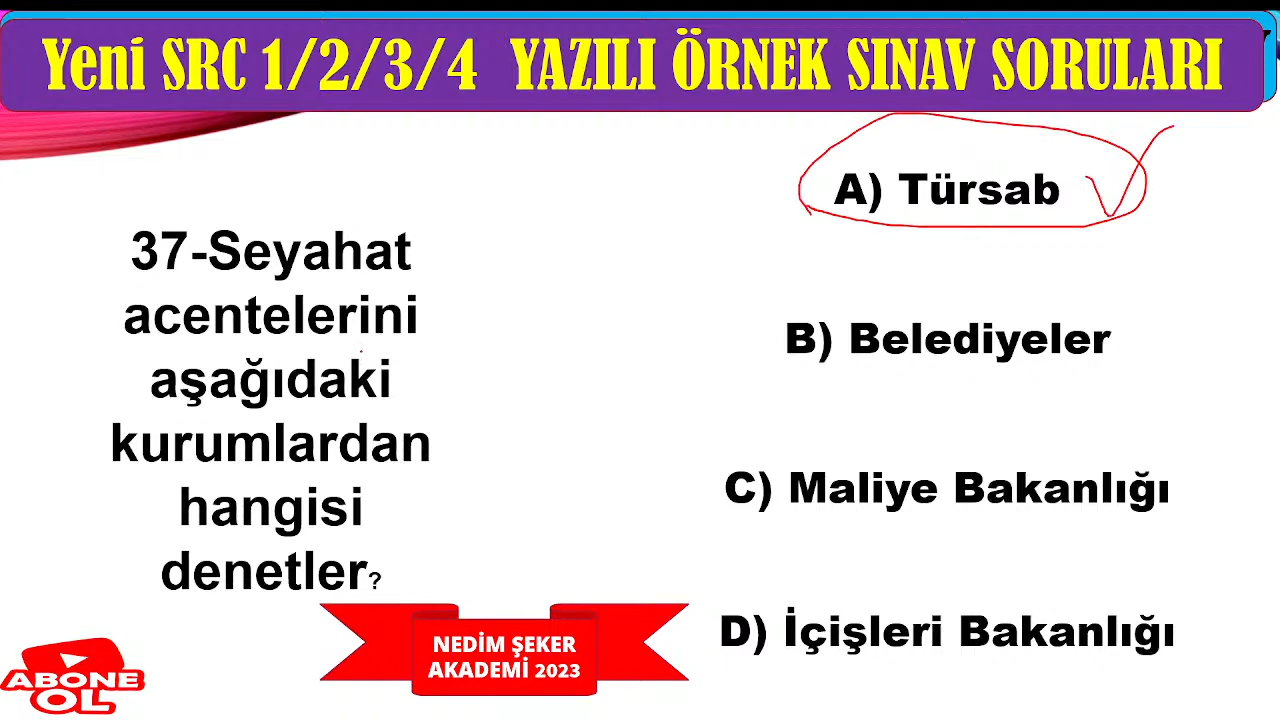 Yeni SRC 1/2/3/4 YAZILI ÖRNEK SINAV SORULARI
37-Seyahat
acentelerini
aşağıdaki
kurumlardan
hangisi
denetler?
A) Türsab
B) Belediyeler
C) Maliye Bakanlığı
D) İçişleri Bakanlığı
NEDİM ŞEKER
AKADEMİ 2023
ABONE
OL